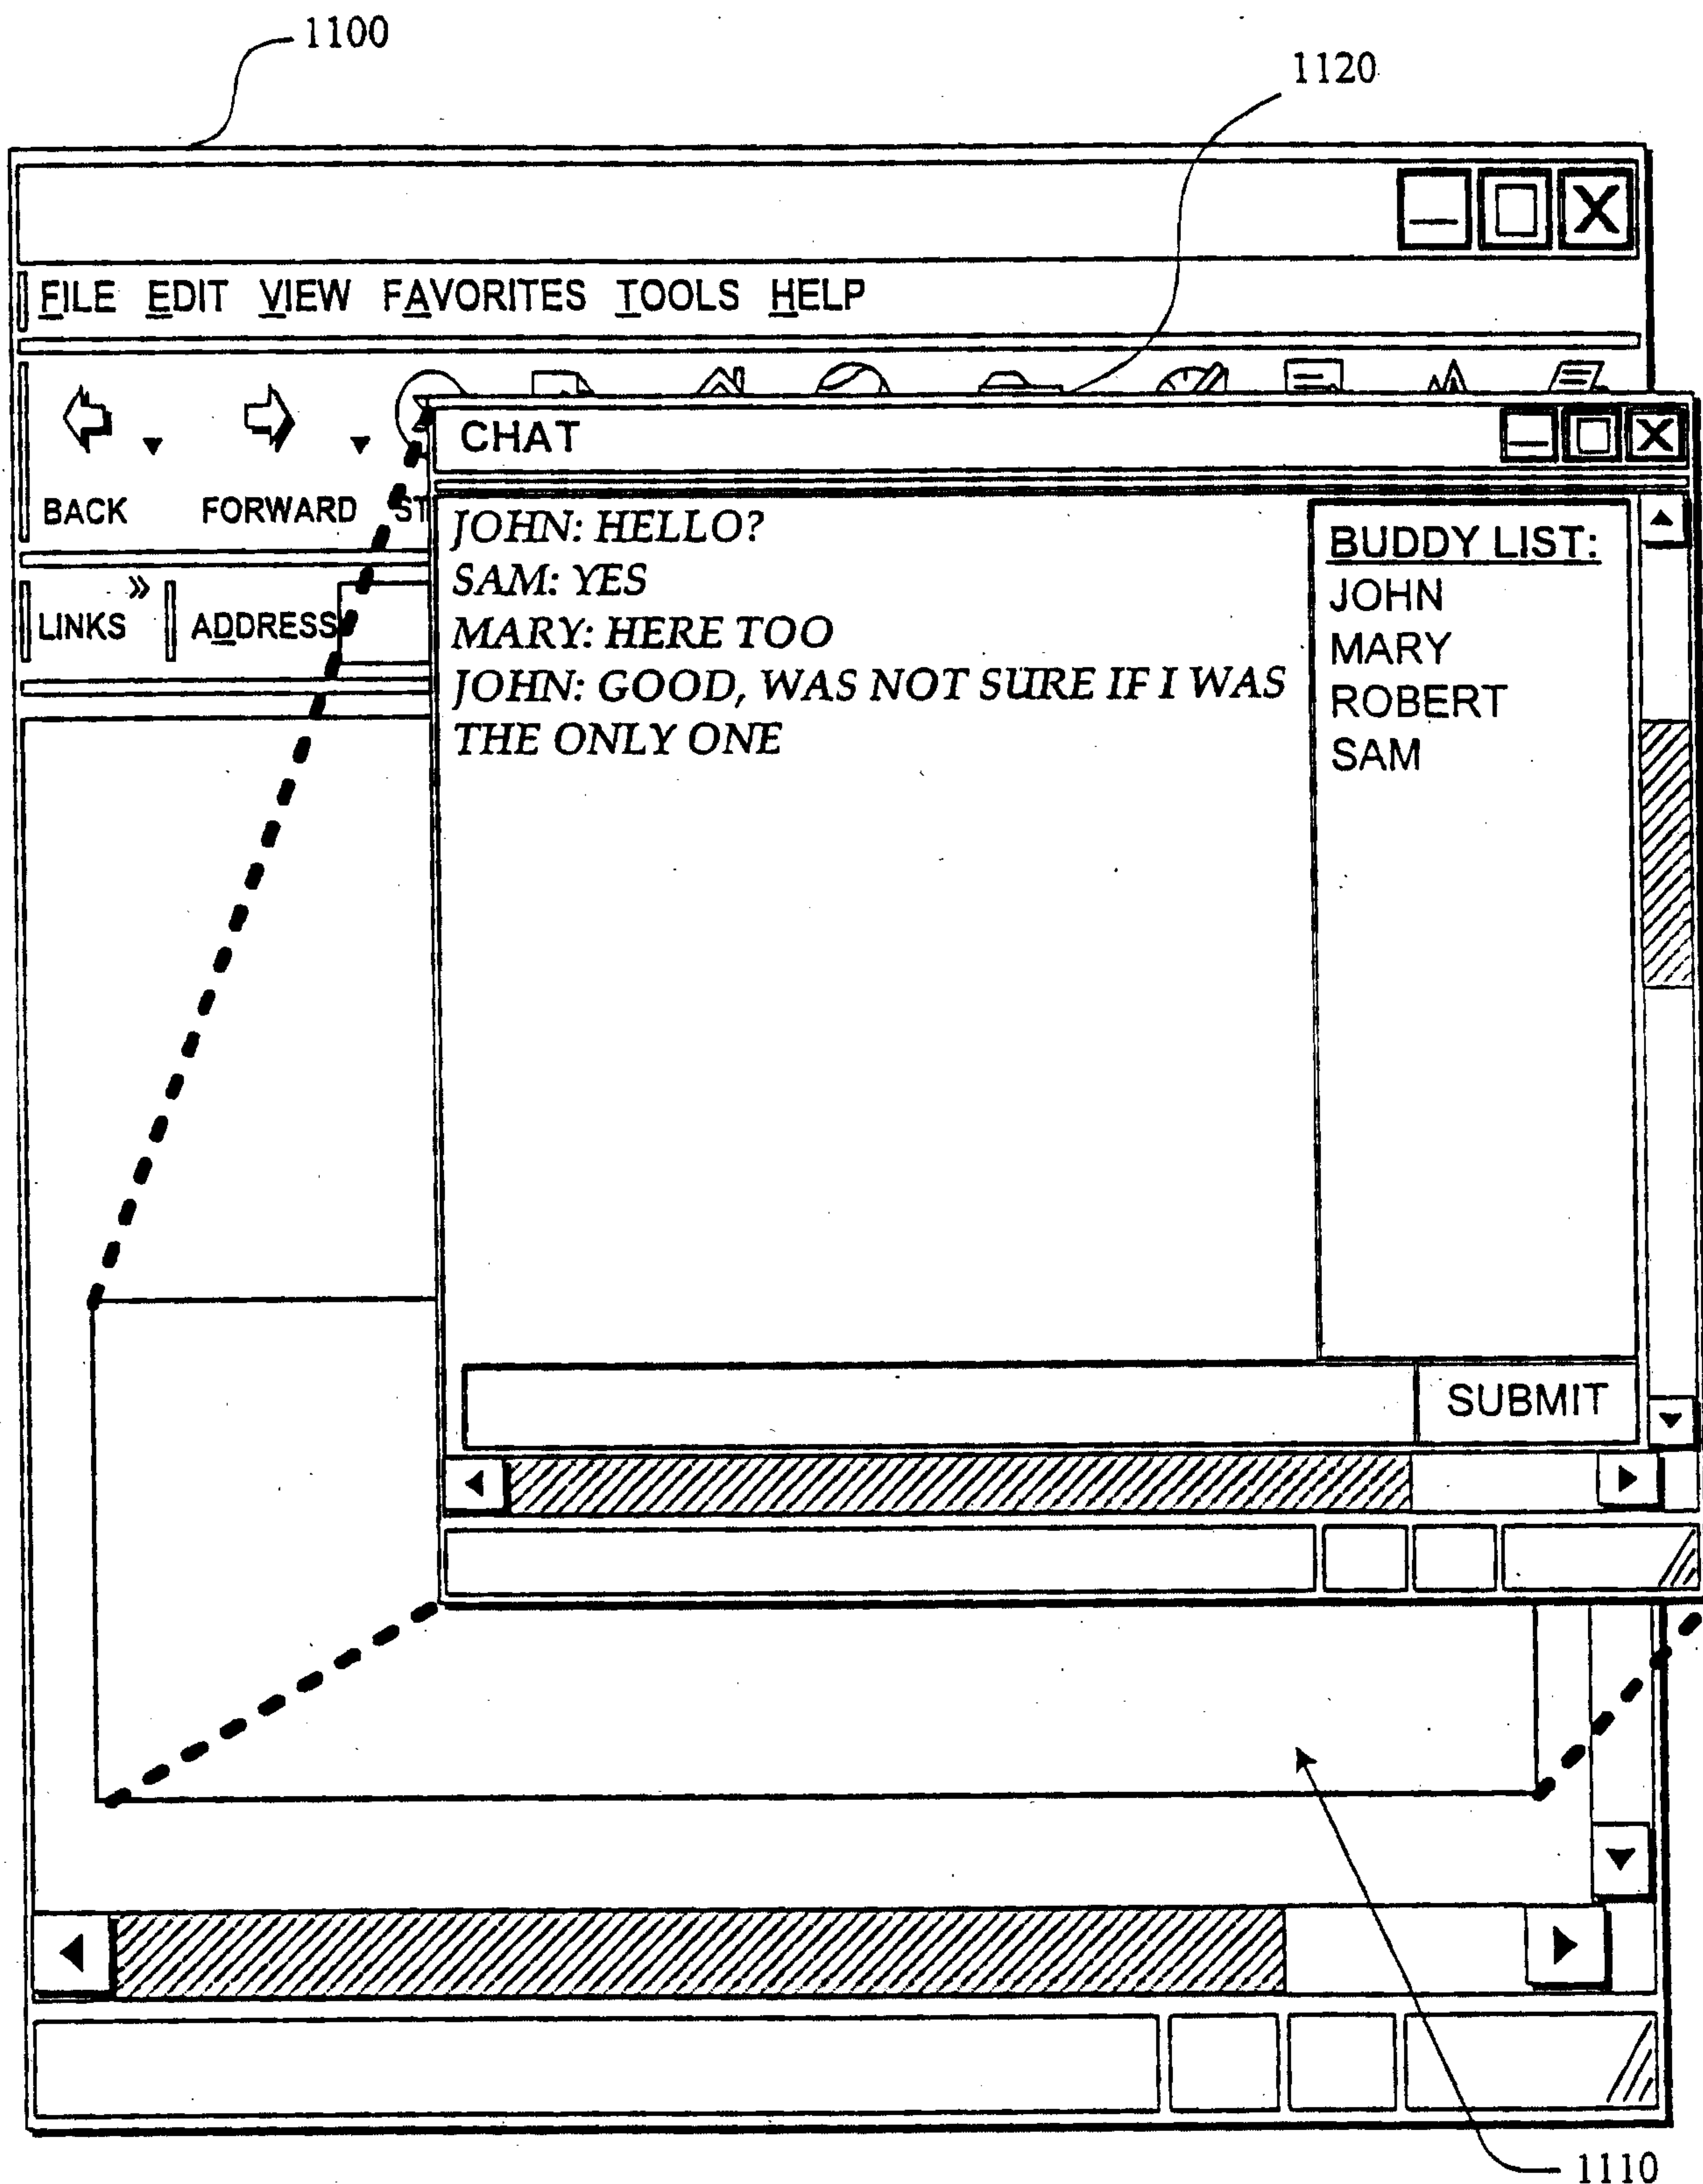 1100
1120
FILE EDIT VIEW FAVORITES TOOLS HELP
CHAT
BACK FORWARD ST
JOHN: HELLO?
SAM: YES
MARY: HERE TOO
JOHN: GOOD, WAS NOT SURE IF I WAS
THE ONLY ONE
BUDDY LIST:
JOHN
MARY
ROBERT
SAM
LINKS » ADDRESS
SUBMIT
1110